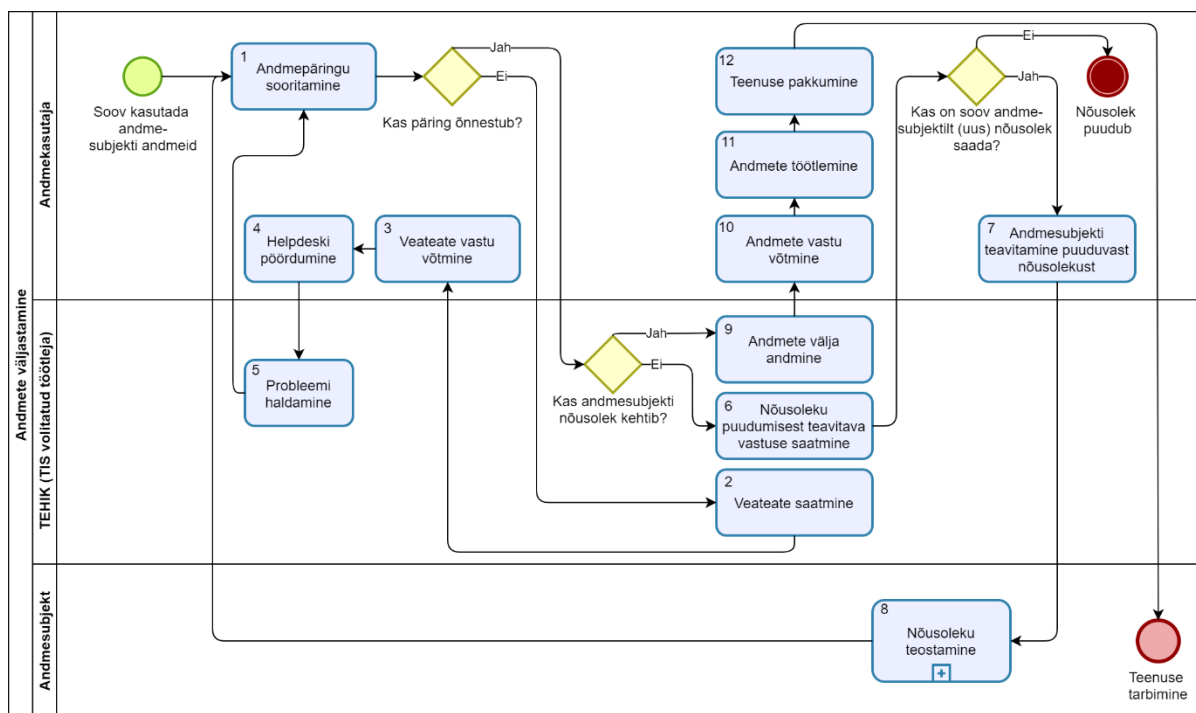 Andmete väljastamine
Andmekasutaja
Soov kasutada
andme-
subjekti
andmeid
1
Andmepäringu
sooritamine
Jah
Ei
Kas päring õnnestub?
4
Helpdeski
pöördumine
3
Veateate vastu
võtmine
12
Teenuse pakkumine
11
Andmete töötlemine
10
Andmete vastu
võtmine
Ei
Jah
Kas on soov andme-
subjektilt (uus) nõusolek
saada?
Nõusolek
puudub
7
Andmesubjekti
teavitamine puuduvast
nõusolekust
TEHIK (TIS volitatud töötleja)
5
Probleemi
haldamine
Jah
Ei
Kas andmesubjekti
nõusolek kehtib?
9
Andmete välja
andmine
6
Nõusoleku
puudumisest teavitava
vastuse saatmine
2
Veateate saatmine
Andmesubjekt
8
Nõusoleku
teostamine
Teenuse
tarbimine